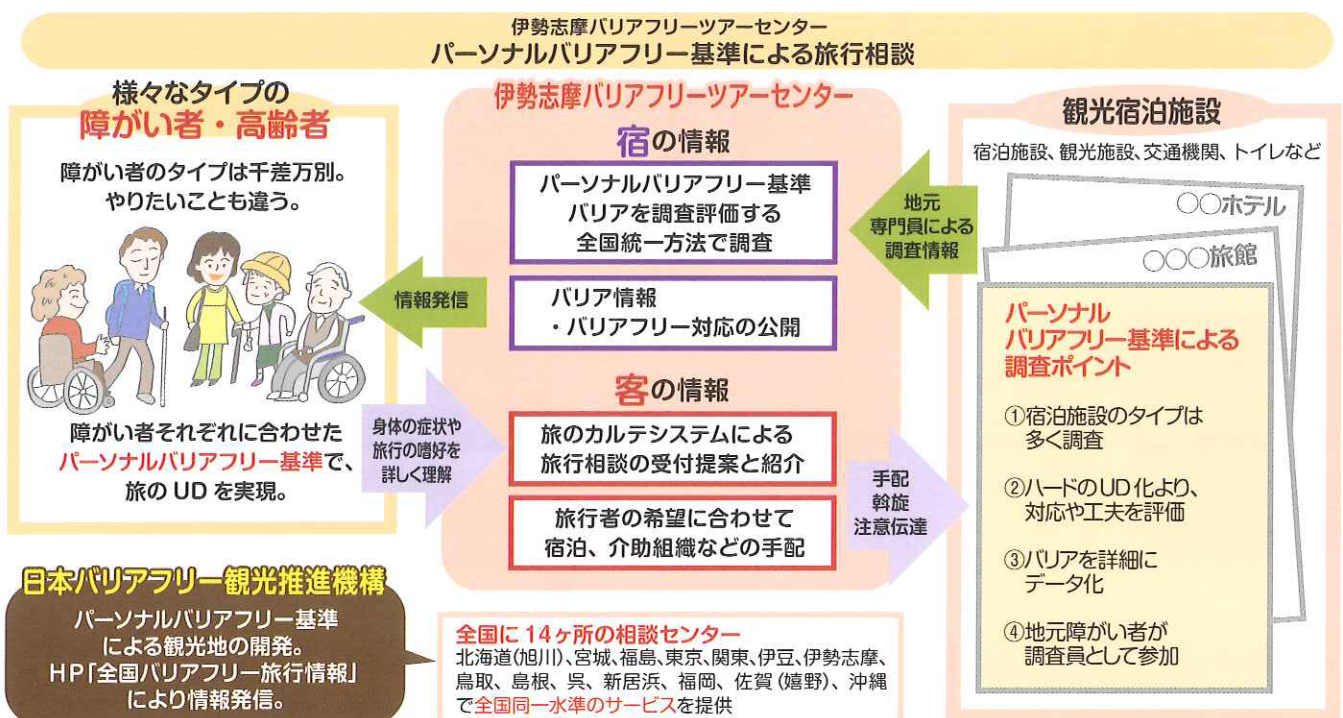 伊勢志摩バリアフリーツアーセンター
パーソナルバリアフリー基準による旅行相談
様々なタイプの
障がい者・高齢者
障がい者のタイプは千差万別。
やりたいことも違う。
障がい者それぞれに合わせた
パーソナルバリアフリー基準で、
旅の UD を実現。
情報発信
身体の症状や
旅行の嗜好を
詳しく理解
伊勢志摩バリアフリーツアーセンター
宿の情報
パーソナルバリアフリー基準
バリアを調査評価する
全国統一方法で調査
バリア情報
・バリアフリー対応の公開
客の情報
旅のカルテシステムによる
旅行相談の受付提案と紹介
旅行者の希望に合わせて
宿泊、介助組織などの手配
地元
専門員による
調査情報
手配
斡旋
注意伝達
観光宿泊施設
宿泊施設、観光施設、交通機関、トイレなど
○○ホテル
○○○旅館
パーソナル
バリアフリー基準による
調査ポイント
①宿泊施設のタイプは
多く調査
②ハードのUD化より、
対応や工夫を評価
③バリアを詳細に
データ化
④地元障がい者が
調査員として参加
日本バリアフリー観光推進機構
パーソナルバリアフリー基準
による観光地の開発。
HP「全国バリアフリー旅行情報」
により情報発信。
全国に14ヶ所の相談センター
北海道(旭川)、宮城、福島、東京、関東、伊豆、伊勢志摩、
鳥取、島根、呉、新居浜、福岡、佐賀(嬉野)、沖縄
で全国同一水準のサービスを提供